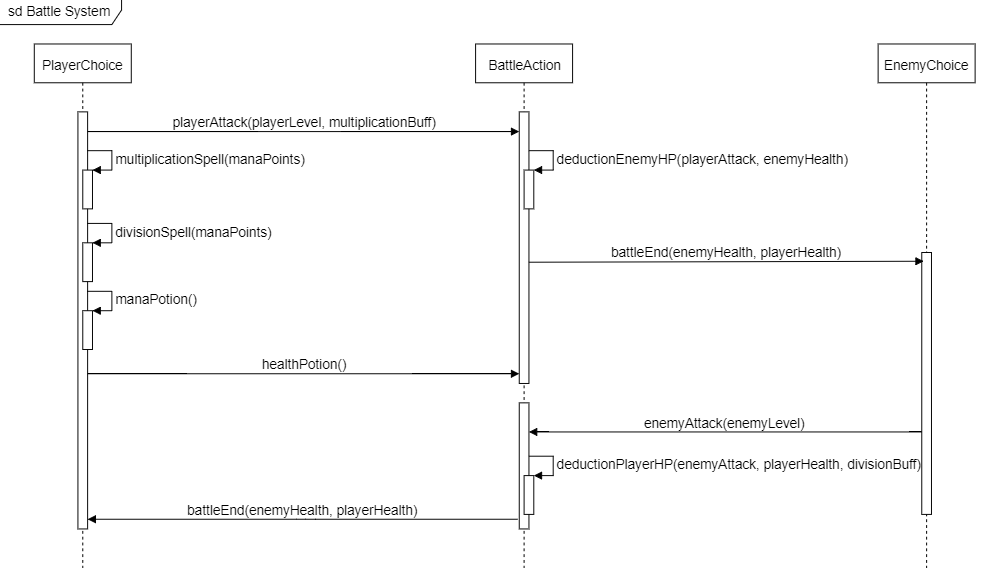 sd Battle System
PlayerChoice
BattleAction
EnemyChoice
playerAttack(playerLevel, multiplicationBuff)
multiplicationSpell(manaPoints)
deductionEnemyHP(playerAttack, enemyHealth)
divisionSpell(manaPoints)
battleEnd(enemyHealth, playerHealth)
manaPotion()
healthPotion()
enemyAttack(enemyLevel)
deductionPlayerHP(enemyAttack, playerHealth, divisionBuff)
battleEnd(enemyHealth, playerHealth)